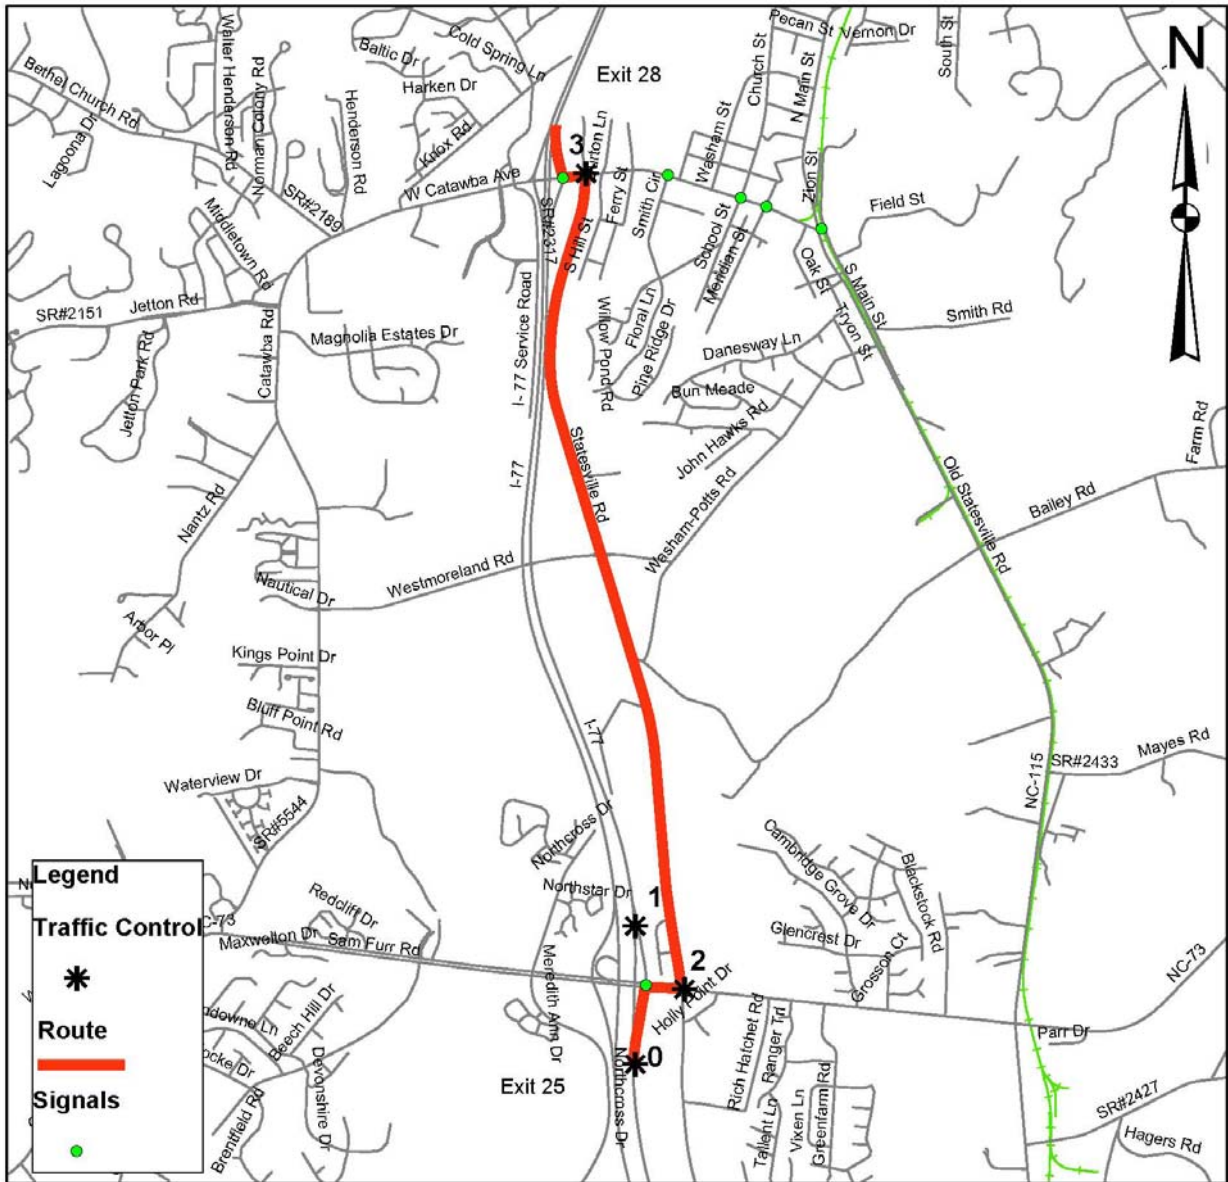 Pecan St
Vernon Dr
South St
Cold Spring Ln
Baltic Dr
Harken Dr
Exit 28
N
Walter Henderson Rd
Norman Colony Rd
Bethel Church Rd
Henderson Rd
Knox Rd
Lagoona Dr
Church St
N Main St
Washam St
3
W Catawba Ave
SR#2189
SR#2317
S Hill St
Ferry St
Smith Cir
School St
Meridian St
Zion St
Field St
Middletown Rd
Oak St
S Main St
Tryon St
Smith Rd
SR#2151
Jetton Rd
Jetton Park Rd
Catawba Rd
Magnolia Estates Dr
I-77 Service Road
Willow Pond Rd
Floral Ln
Pine Ridge Dr
Danesway Ln
Bun Meade
John Hawks Rd
Farm Rd
Nantz Rd
I-77
Statesville Rd
Washam-Potts Rd
Old Statesville Rd
Bailey Rd
Westmoreland Rd
Nautical Dr
Arbor Pl
Kings Point Dr
Bluff Point Rd
I-77
Waterview Dr
SR#5544
NC-115
SR#2433
Mayes Rd
Northcross Dr
Northstar Dr
1
Cambridge Grove Dr
Blackstock Rd
Glencrest Dr
Grosson Ct
Redcliff Dr
Maxwelton Dr
Sam Furr Rd
Meredith Ann Dr
2
Holly Point Dr
NC-73
Parr Dr
Beech Hill Dr
Devonshire Dr
Brentfield Rd
0
Exit 25
Northcross Dr
Rich Hatchet Rd
Ranger Trl
Tallent Ln
Vixen Ln
Greenfarm Rd
SR#2427
Hagers Rd
Legend
Traffic Control
Route
Signals